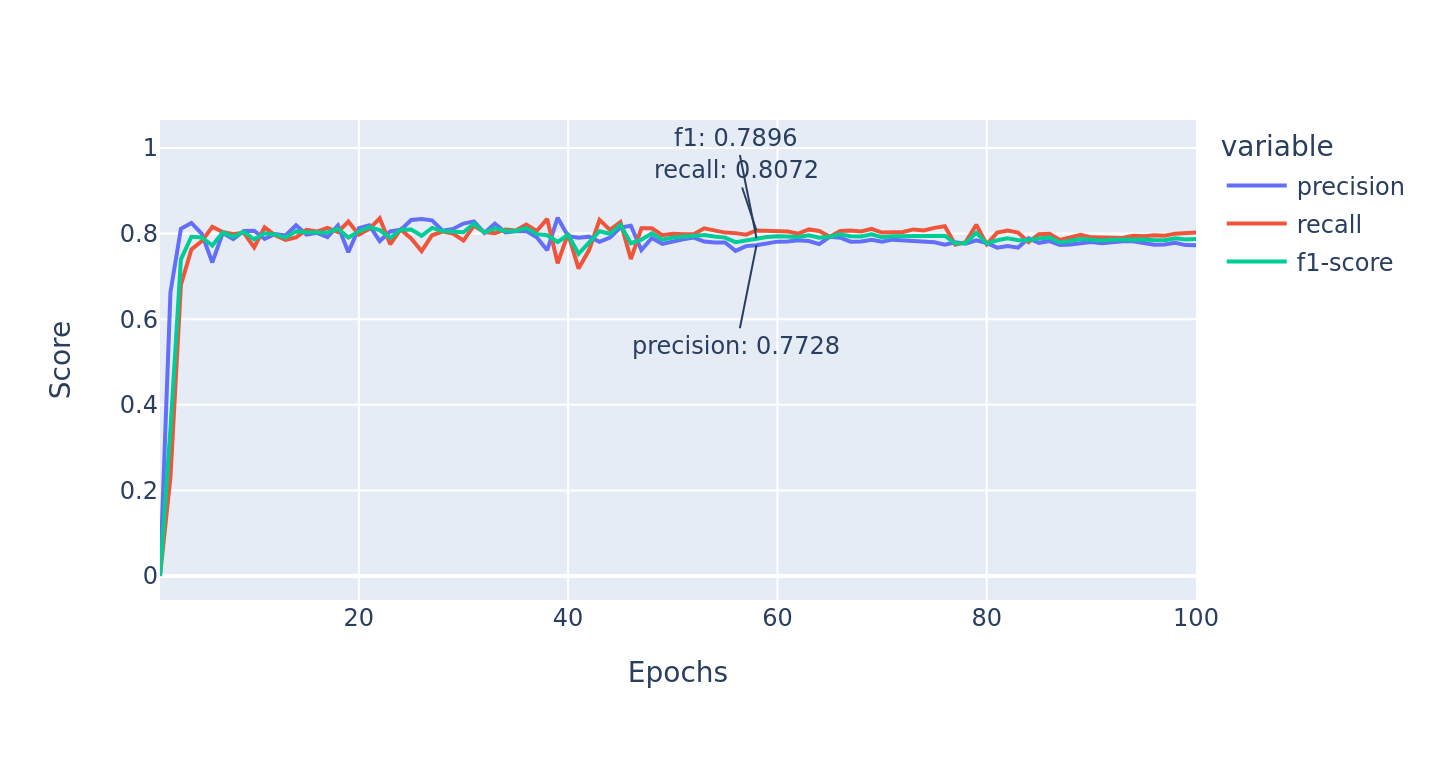 f1: 0.7896
recall: 0.8072
precision: 0.7728
1
0.8
0.6
0.4
0.2
0
Score
20 40 60 80 100
Epochs
variable
precision
recall
f1-score